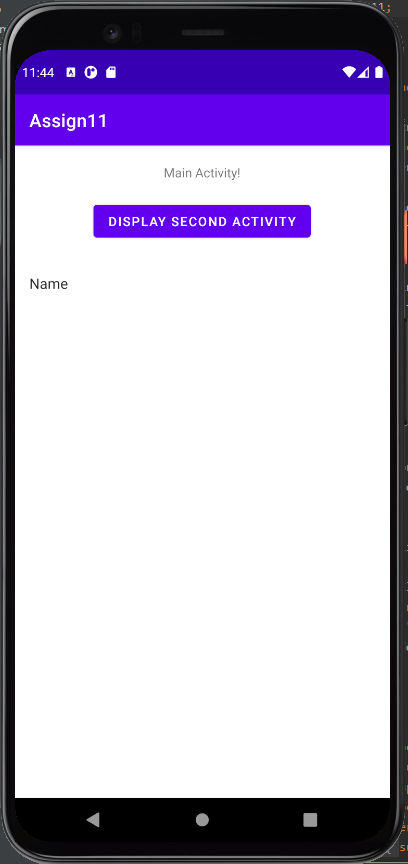 11:44
Assign11
Main Activity!
DISPLAY SECOND ACTIVITY
Name